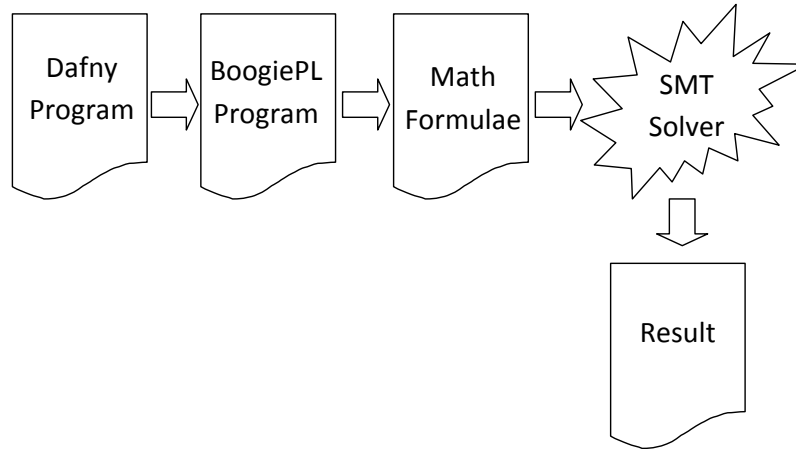 Dafny
Program
BoogiePL
Program
Math
Formulae
SMT
Solver
Result